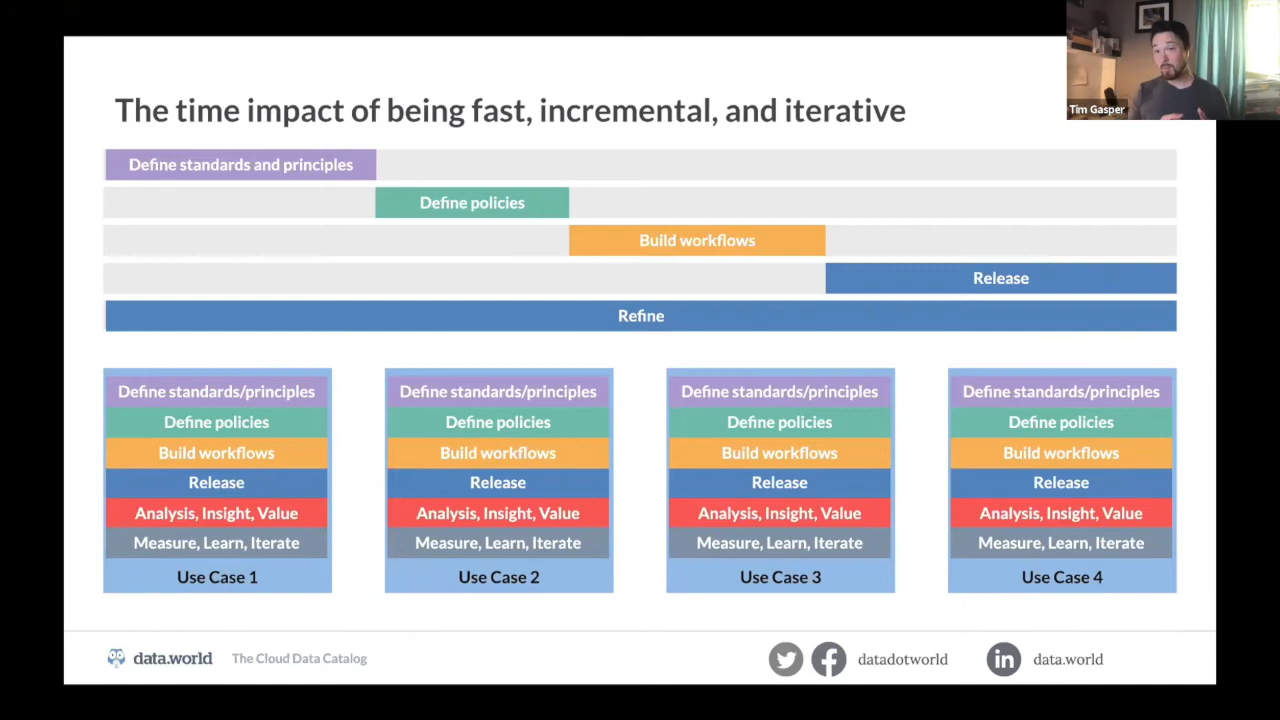 Tim Gasper
The time impact of being fast, incremental, and iterative
Define standards and principles
Define policies
Build workflows
Release
Refine
Define standards/principles
Define policies
Build workflows
Release
Analysis, Insight, Value
Measure, Learn, Iterate
Use Case 1
Define standards/principles
Define policies
Build workflows
Release
Analysis, Insight, Value
Measure, Learn, Iterate
Use Case 2
Define standards/principles
Define policies
Build workflows
Release
Analysis, Insight, Value
Measure, Learn, Iterate
Use Case 3
Define standards/principles
Define policies
Build workflows
Release
Analysis, Insight, Value
Measure, Learn, Iterate
Use Case 4
data.world
The Cloud Data Catalog
datadotworld
in
data.world